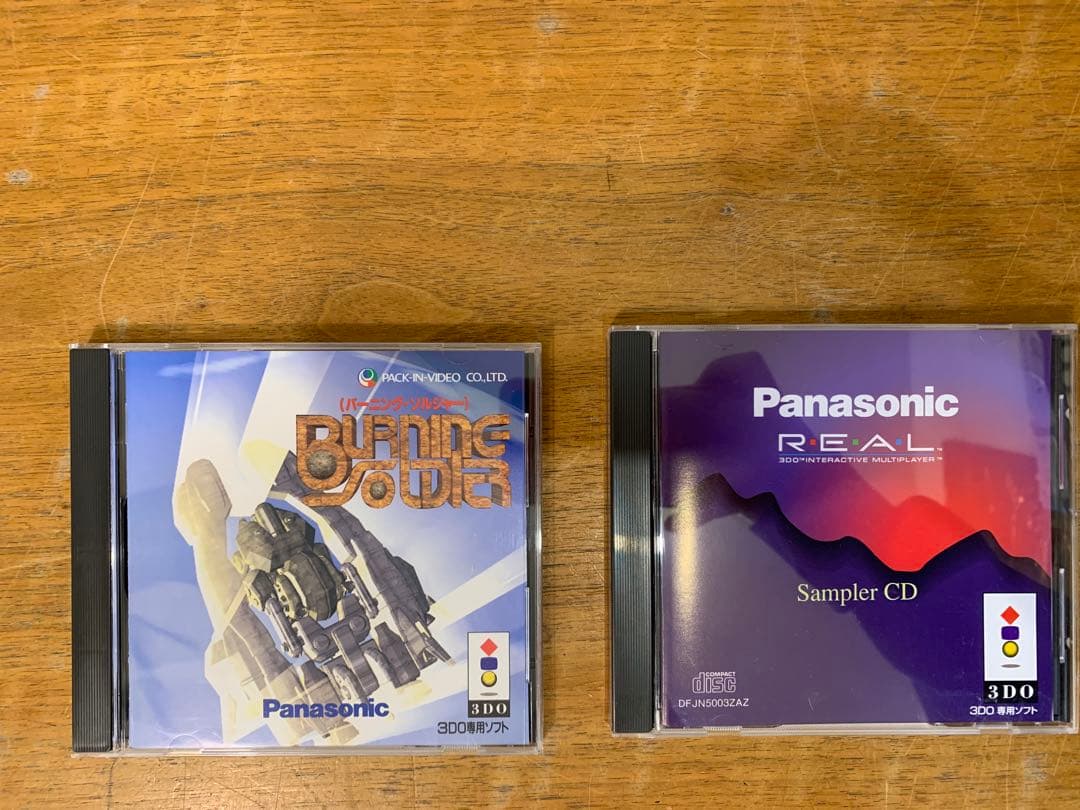 PACK-IN-VIDEO CO.,LTD.
(バーニング・ソルジャー)
BURNING
SOLDIER
Panasonic
3DO
3DO専用ソフト
Panasonic
R·E·A·L™
3DO™ INTERACTIVE MULTIPLAYER™
Sampler CD
COMPACT
disc
DFJN5003ZAZ
3DO
3DO 専用ソフト